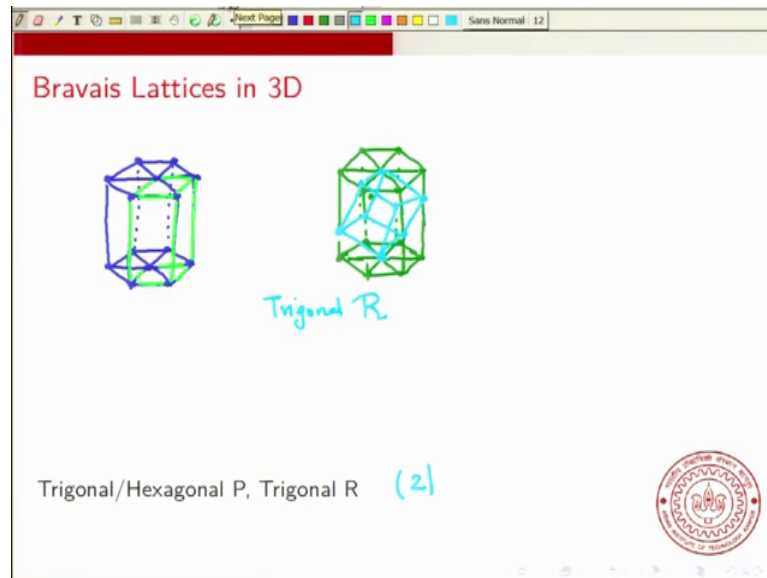 T Next Page Sans Normal 12
Bravais Lattices in 3D
Trigonal R
Trigonal/Hexagonal P, Trigonal R (2)